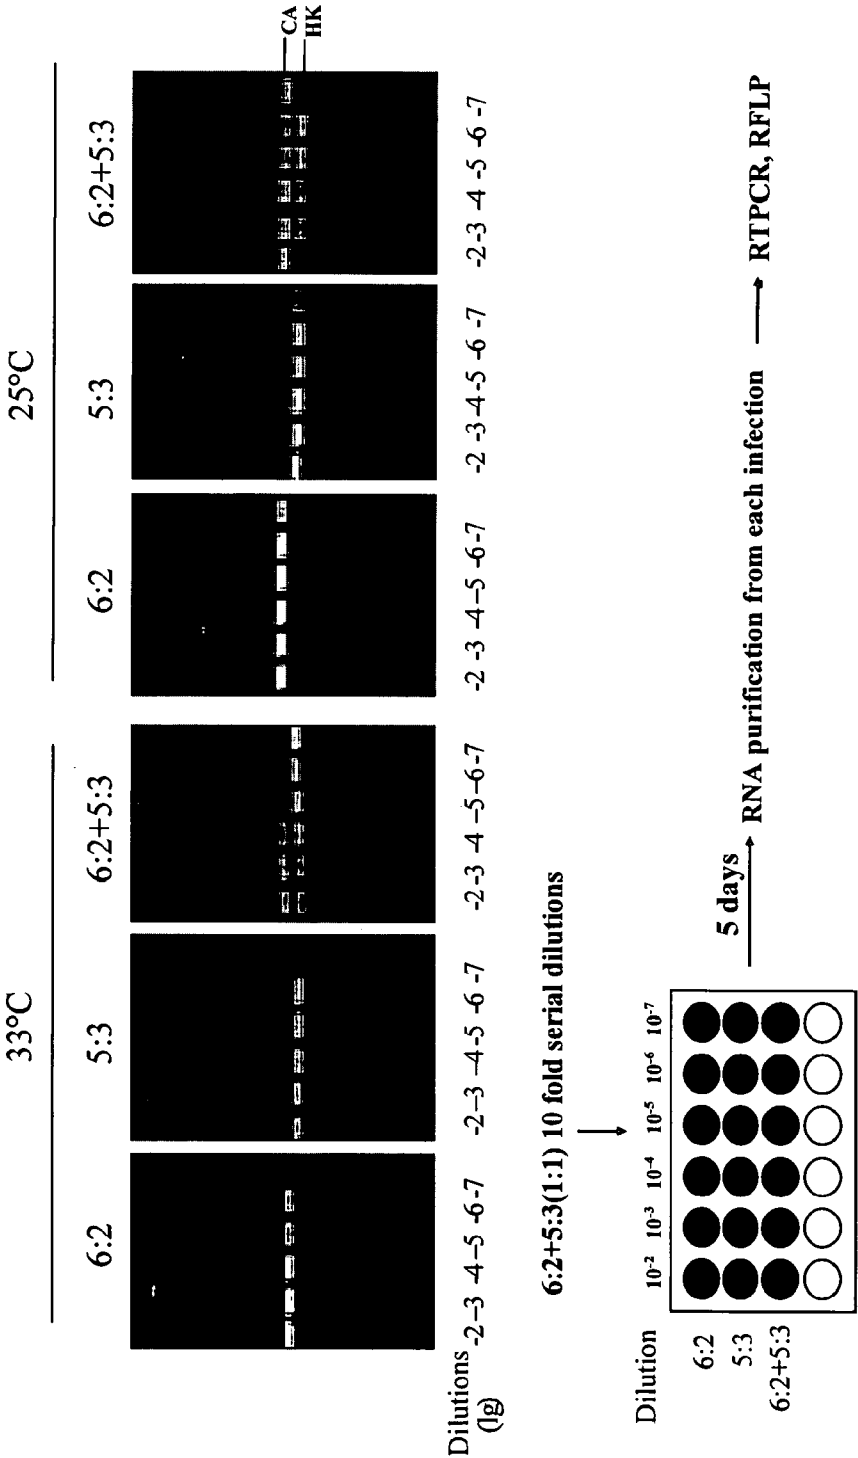 33°C 25°C
6:2 5:3 6:2+5:3 6:2 5:3 6:2+5:3
CA
HK
Dilutions
(lg)
-2–3 -4–5 -6-7 -2–3 -4-5 -6 -7 -2-3 -4 -5–6-7 -2 -3 -4–5 -6-7 -2 -3-4-5 -6 -7 -2-3 -4 -5 -6 -7
6:2+5:3(1:1) 10 fold serial dilutions
Dilution 10-2 10-3 10-4 10-5 10-6 10-7
6:2
5:3
6:2+5:3
5 days
RNA purification from each infection
RTPCR, RFLP